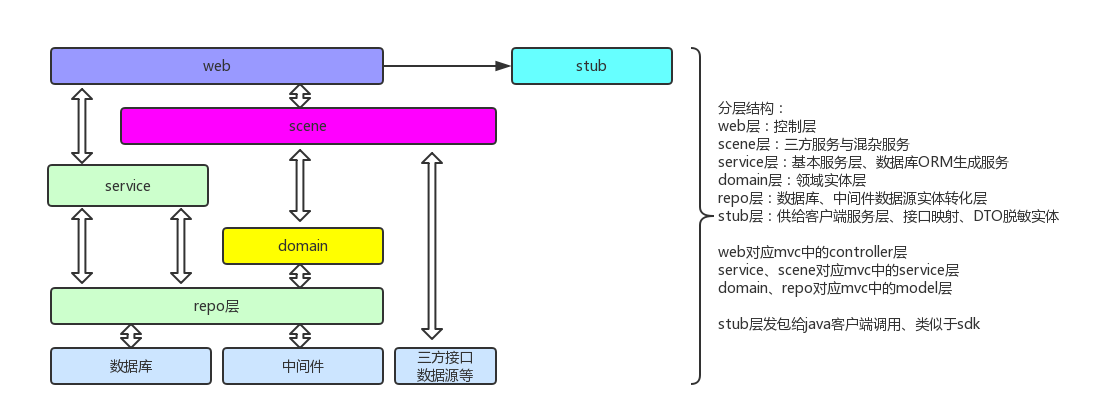 web
stub
scene
service
domain
repo层
数据库
中间件
三方接口
数据源等
分层结构：
web层：控制层
scene层：三方服务与混杂服务
service层：基本服务层、数据库ORM生成服务
domain层：领域实体层
repo层：数据库、中间件数据源实体转化层
stub层：供给客户端服务层、接口映射、DTO脱敏实体
web对应mvc中的controller层
service、scene对应mvc中的service层
domain、repo对应mvc中的model层
stub层发包给java客户端调用、类似于sdk